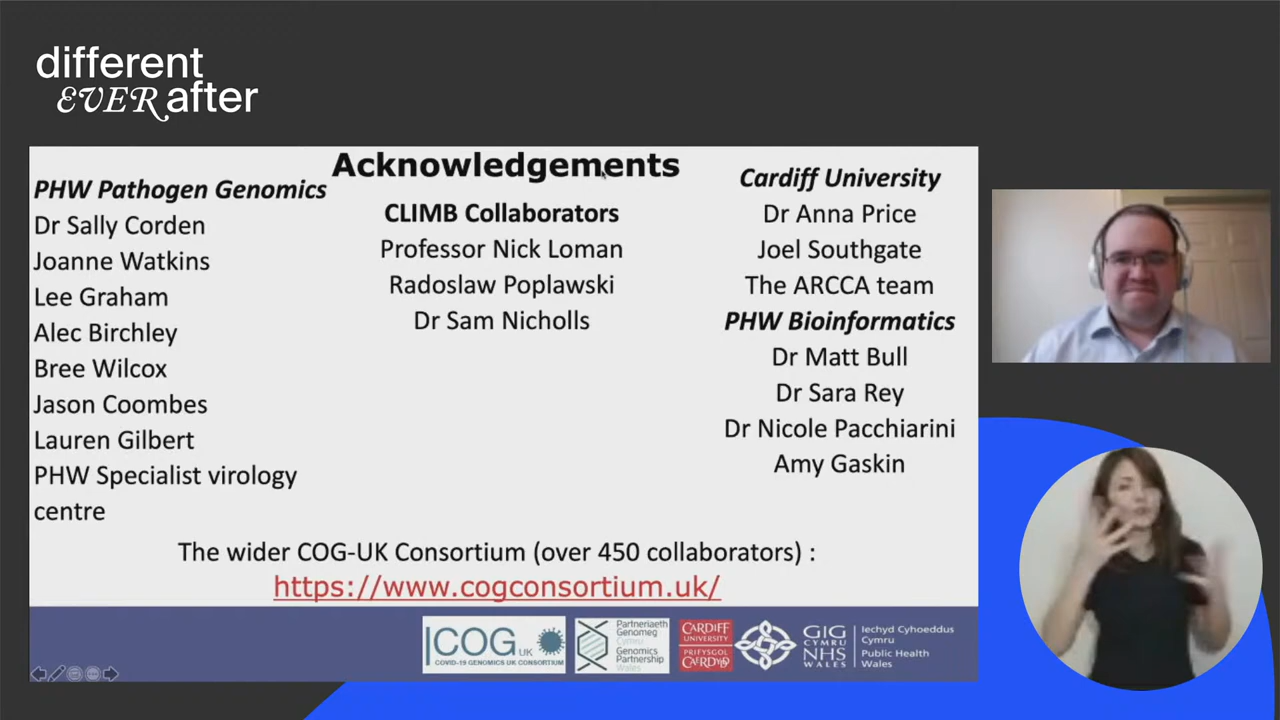 different
EVER after
Acknowledgements
PHW Pathogen Genomics
Dr Sally Corden
Joanne Watkins
Lee Graham
Alec Birchley
Bree Wilcox
Jason Coombes
Lauren Gilbert
PHW Specialist virology
centre
CLIMB Collaborators
Professor Nick Loman
Radoslaw Poplawski
Dr Sam Nicholls
Cardiff University
Dr Anna Price
Joel Southgate
The ARCCA team
PHW Bioinformatics
Dr Matt Bull
Dr Sara Rey
Dr Nicole Pacchiarini
Amy Gaskin
The wider COG-UK Consortium (over 450 collaborators) :
https://www.cogconsortium.uk/
COG UK
COVID-19 GENOMICS UK CONSORTIUM
Partneriaeth
Genomeg
Cymru
Genomics
Partnership
Wales
CARDIFF
UNIVERSITY
PRIFYSGOL
CAERDYDD
GIG
CYMRU
NHS
WALES
Iechyd Cyhoeddus
Cymru
Public Health
Wales